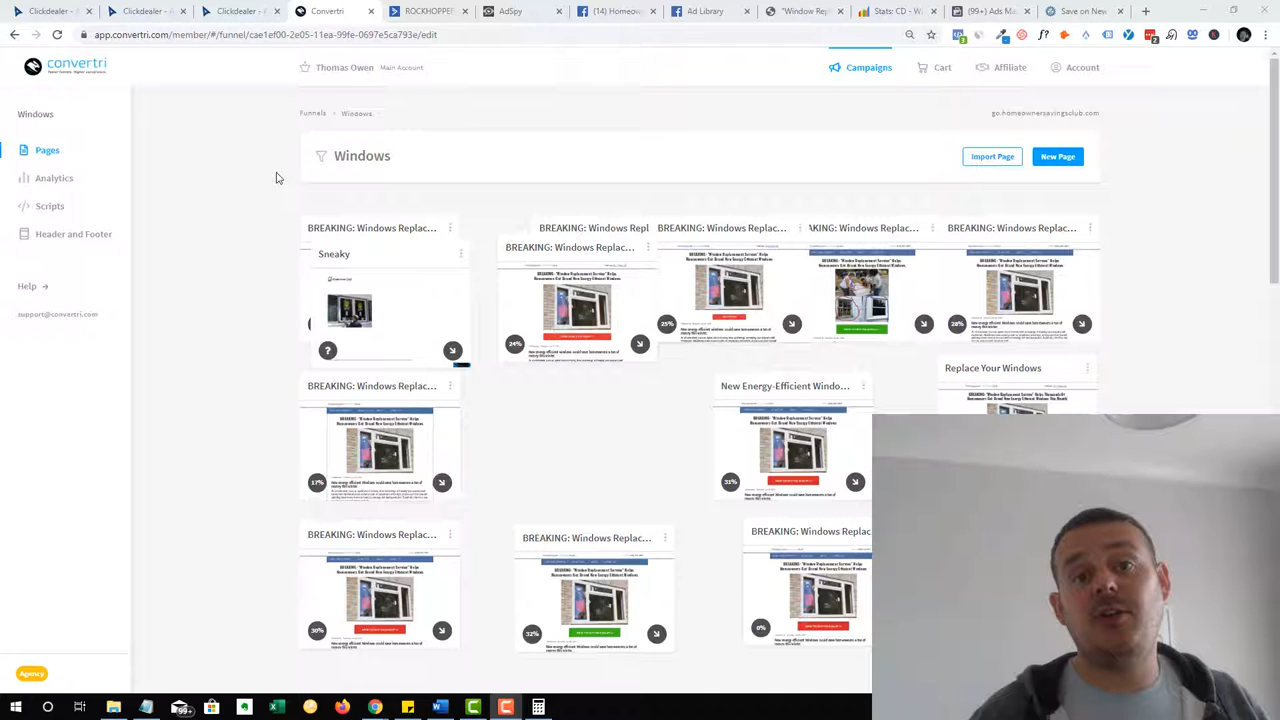 Clickdealer - A
Clickdealer - A
Clickdealer - A
Convertri
ROCKHOPPER
AdSpy
(14) Homeow
Ad Library
"Window Rep
Stats: CD - W
(99+) Ads Ma
Save on New
app.convertri.com/member/#/funnel/cae1ef00-2e05-11ea-99fe-0697e5ca793e/edit
convertri
Thomas Owen Main Account
Campaigns
Cart
Affiliate
Account
Windows
Funnels
Windows
go.homeownersavingsclub.com
Pages
Windows
Import Page
New Page
Analytics
Scripts
Header and Footer
Help →
support@convertri.com
BREAKING: Windows Replac...
BREAKING: Windows Repl
BREAKING: Windows Replac...
KING: Windows Replac...
BREAKING: Windows Replac...
Sneaky
BREAKING: Windows Replac...
25%
28%
BREAKING: Windows Replac...
New Energy-Efficient Windo...
Replace Your Windows
17%
31%
BREAKING: Windows Replac...
BREAKING: Windows Replac...
BREAKING: Windows Replac
30%
32%
0%
Agency